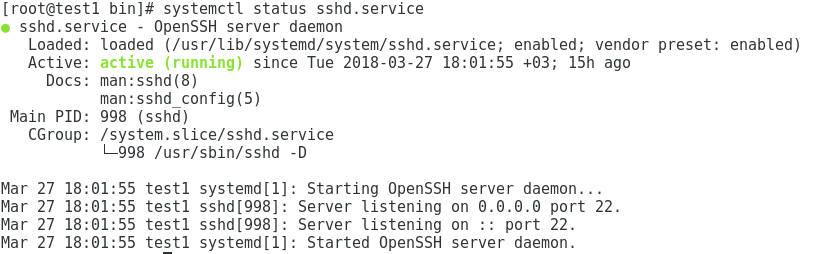 [root@test1 bin]# systemctl status sshd.service
● sshd.service - OpenSSH server daemon
   Loaded: loaded (/usr/lib/systemd/system/sshd.service; enabled; vendor preset: enabled)
   Active: active (running) since Tue 2018-03-27 18:01:55 +03; 15h ago
     Docs: man:sshd(8)
           man:sshd_config(5)
 Main PID: 998 (sshd)
   CGroup: /system.slice/sshd.service
           └─998 /usr/sbin/sshd -D

Mar 27 18:01:55 test1 systemd[1]: Starting OpenSSH server daemon...
Mar 27 18:01:55 test1 sshd[998]: Server listening on 0.0.0.0 port 22.
Mar 27 18:01:55 test1 sshd[998]: Server listening on :: port 22.
Mar 27 18:01:55 test1 systemd[1]: Started OpenSSH server daemon.